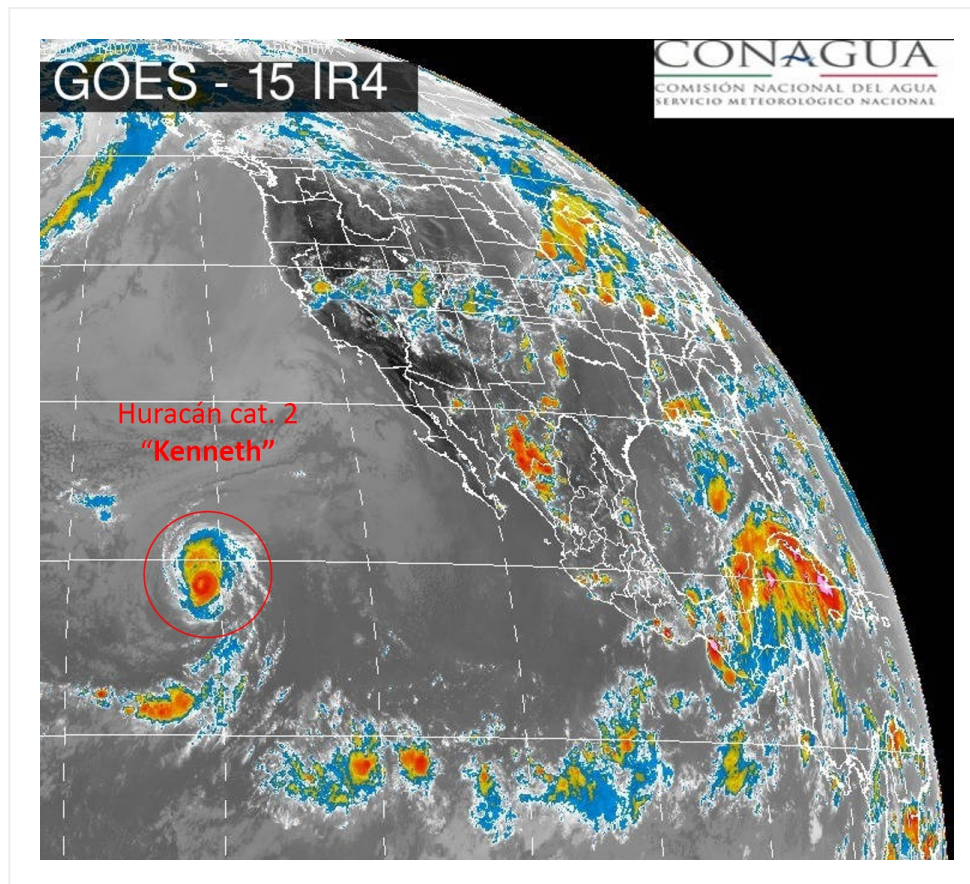 GOES - 15 IR4
CONAGUA
COMISIÓN NACIONAL DEL AGUA
SERVICIO METEOROLÓGICO NACIONAL
Huracán cat. 2
“Kenneth”